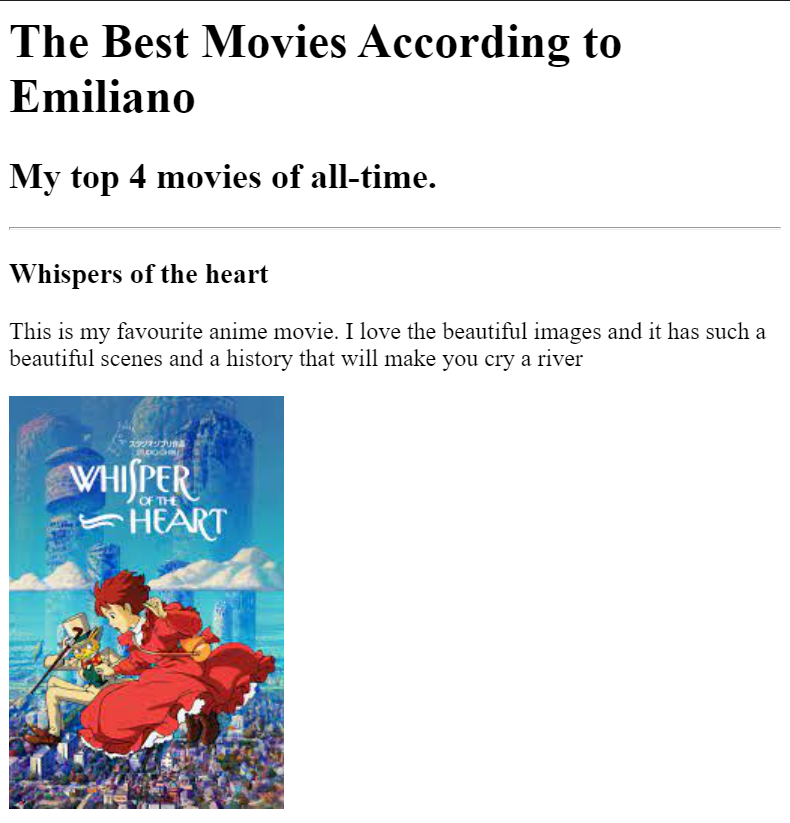 The Best Movies According to
Emiliano
My top 4 movies of all-time.
Whispers of the heart
This is my favourite anime movie. I love the beautiful images and it has such a
beautiful scenes and a history that will make you cry a river
スタジオジブリ作品
STUDIO GHIBLI
WHISPER
OF THE
HEART